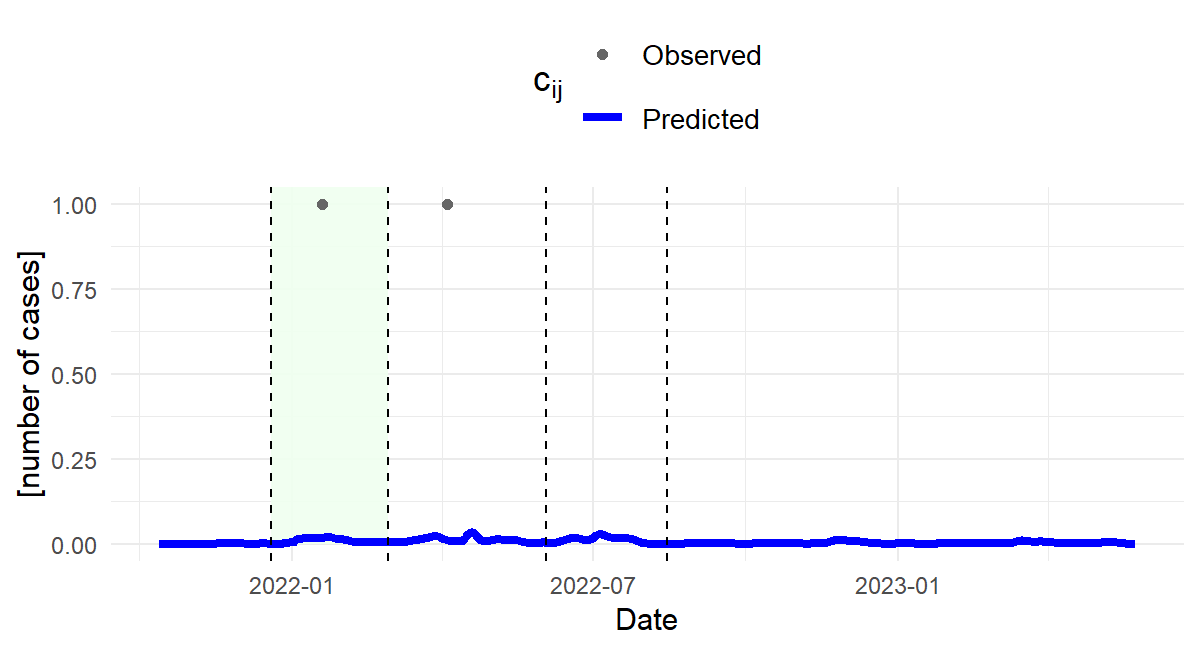 c_ij
Observed
Predicted
[number of cases]
1.00
0.75
0.50
0.25
0.00
2022-01
2022-07
2023-01
Date